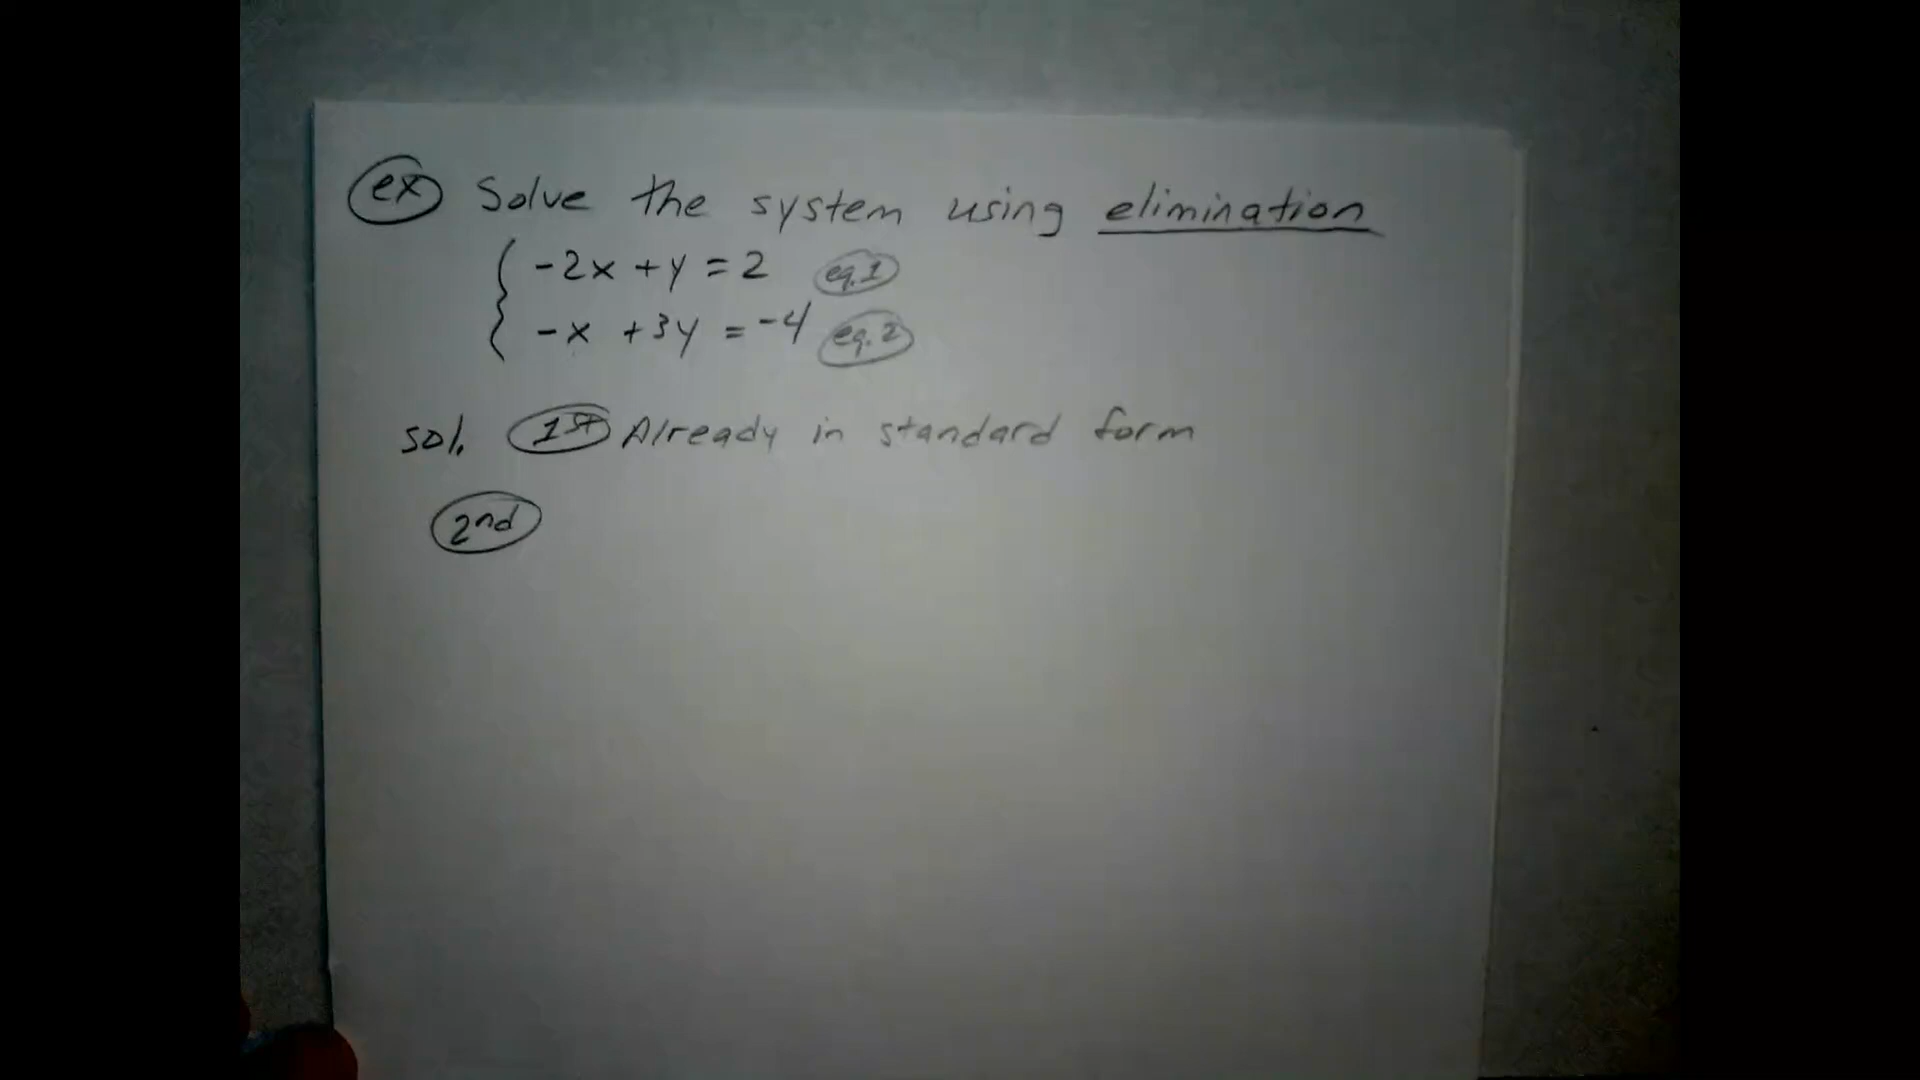 ex Solve the system using elimination
-2x + y = 2 eq.1
-x + 3y = -4 eq.2
sol. 1st Already in standard form
2nd